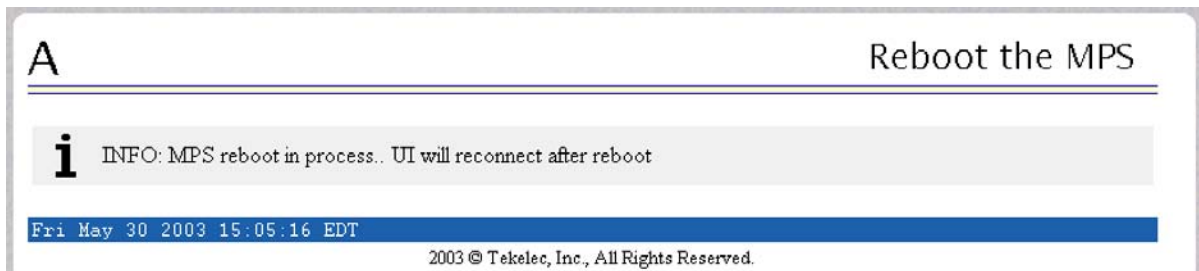 A
Reboot the MPS
i
INFO: MPS reboot in process.. UI will reconnect after reboot
Fri May 30 2003 15:05:16 EDT
2003 © Tekelec, Inc., All Rights Reserved.